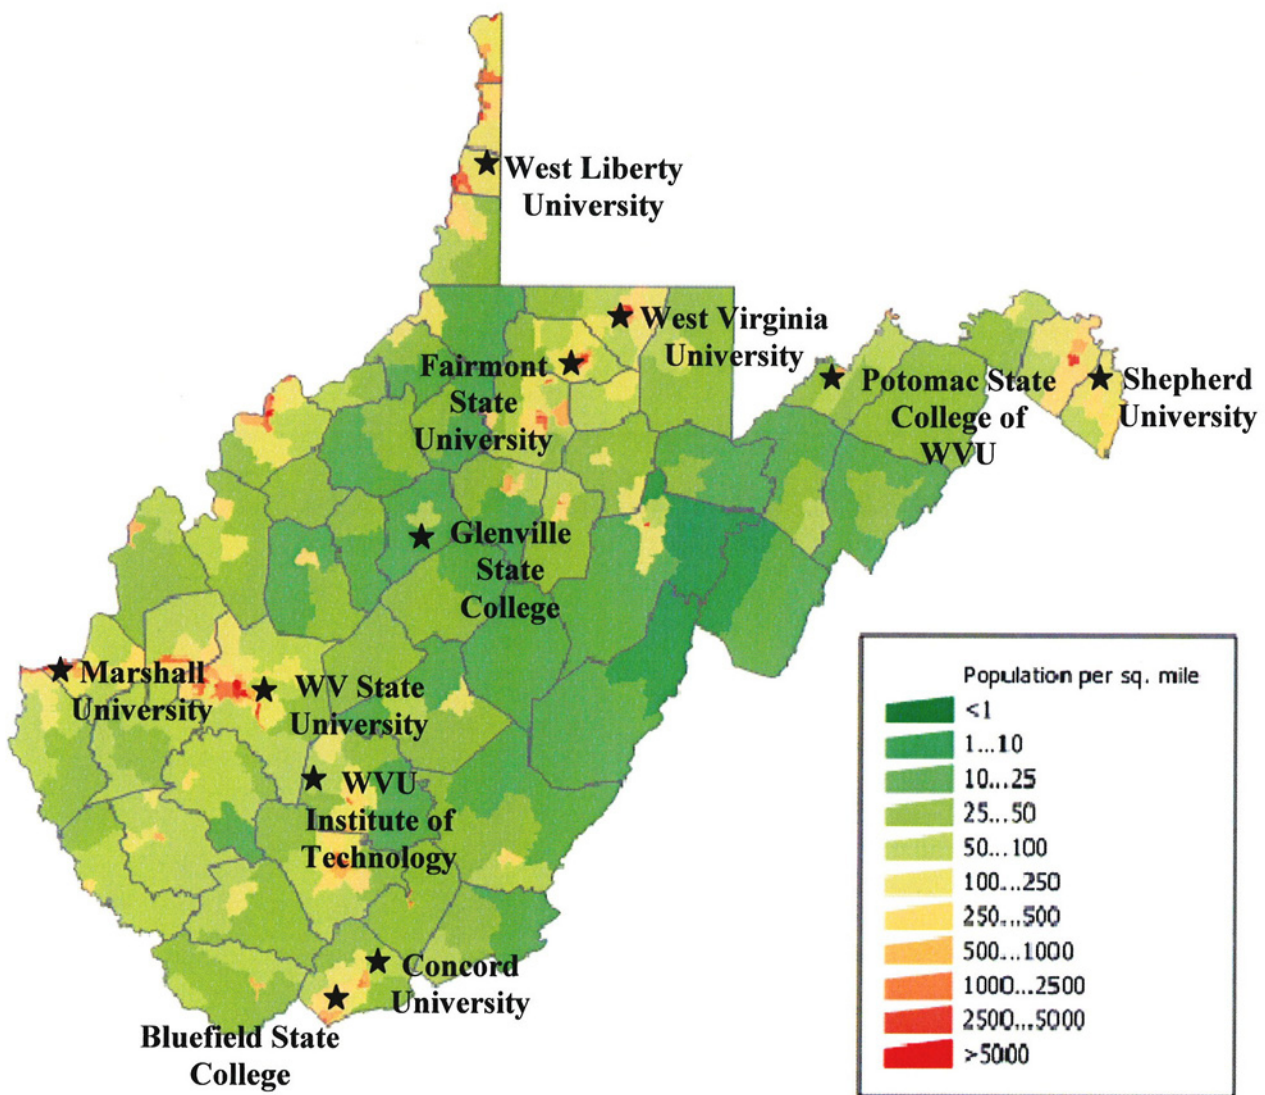 West Liberty
University
West Virginia
University
Fairmont
State
University
Potomac State
College of
WVU
Shepherd
University
Glenville
State
College
Marshall
University
WV State
University
WVU
Institute of
Technology
Concord
University
Bluefield State
College
Population per sq. mile
<1
1...10
10...25
25...50
50...100
100...250
250...500
500...1000
1000...2500
2500...5000
>5000